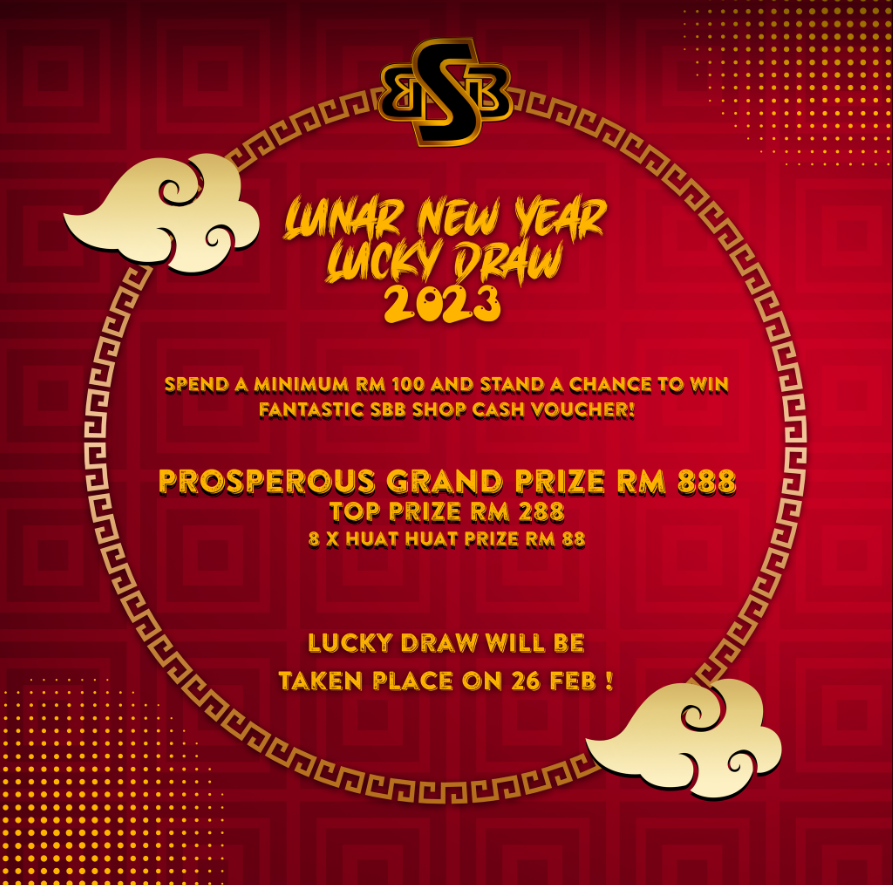 SBB
LUNAR NEW YEAR
LUCKY DRAW
2023
SPEND A MINIMUM RM 100 AND STAND A CHANCE TO WIN
FANTASTIC SBB SHOP CASH VOUCHER!
PROSPEROUS GRAND PRIZE RM 888
TOP PRIZE RM 288
8 X HUAT HUAT PRIZE RM 88
LUCKY DRAW WILL BE
TAKEN PLACE ON 26 FEB !